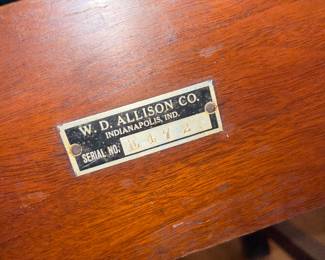 W. D. ALLISON CO.
INDIANAPOLIS, IND.
SERIAL NO: